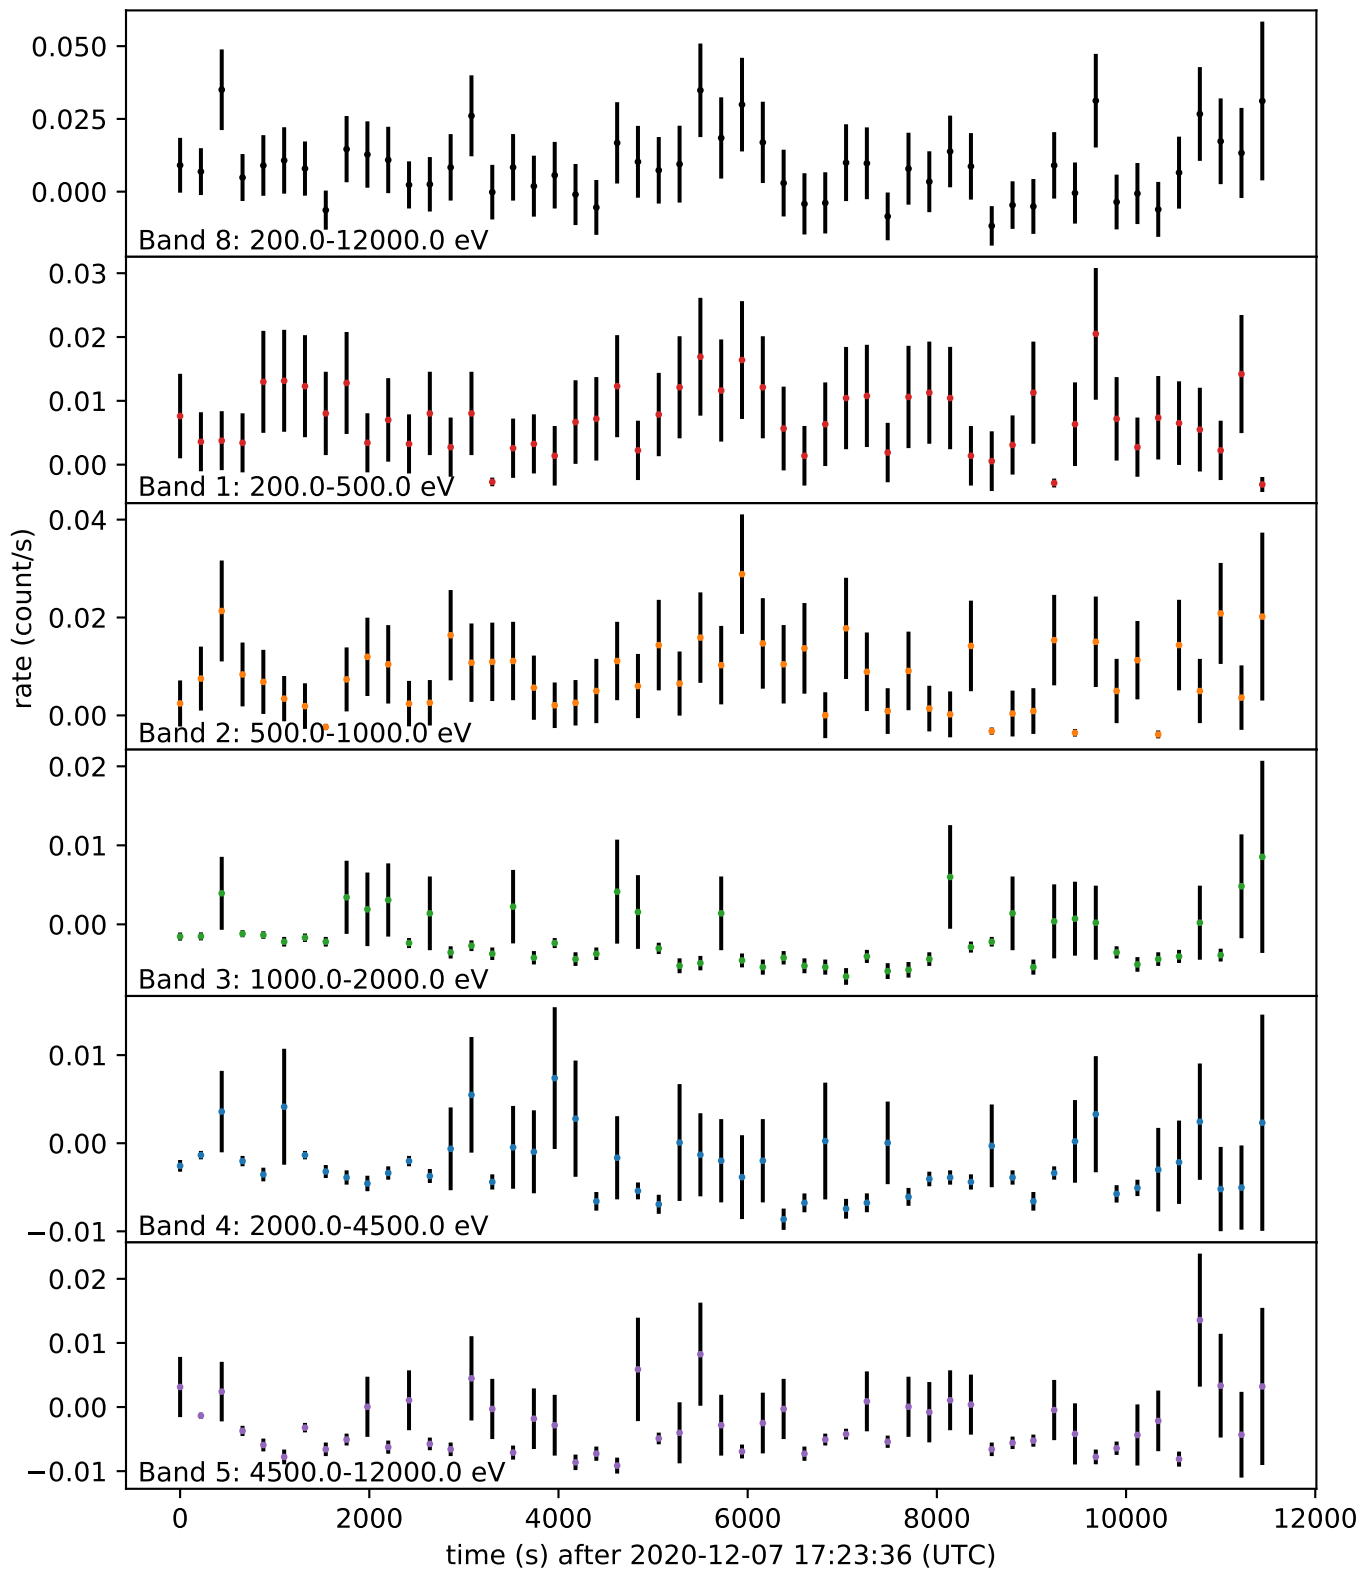 0.050
0.025
0.000
Band 8: 200.0-12000.0 eV
0.03
0.02
0.01
0.00
Band 1: 200.0-500.0 eV
0.04
0.02
0.00
Band 2: 500.0-1000.0 eV
rate (count/s)
0.02
0.01
0.00
Band 3: 1000.0-2000.0 eV
0.01
0.00
−0.01
Band 4: 2000.0-4500.0 eV
0.02
0.01
0.00
−0.01
Band 5: 4500.0-12000.0 eV
0 2000 4000 6000 8000 10000 12000
time (s) after 2020-12-07 17:23:36 (UTC)